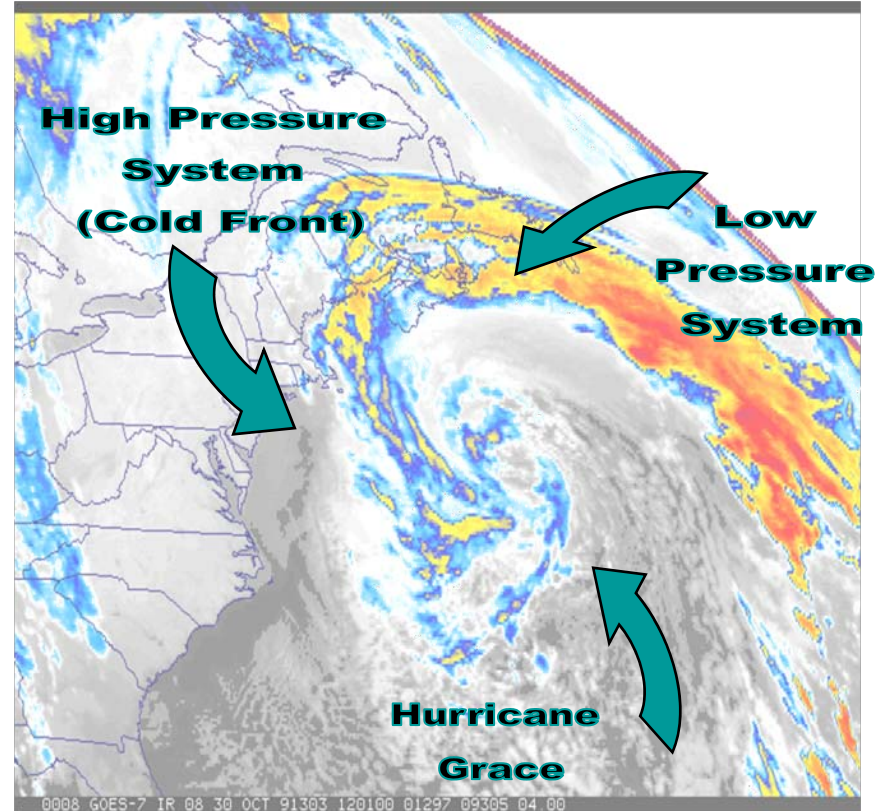 High Pressure
System
(Cold Front)
Low
Pressure
System
Hurricane
Grace
0008 GOES-7 IR 08 30 OCT 91303 120100 01297 09305 04.00